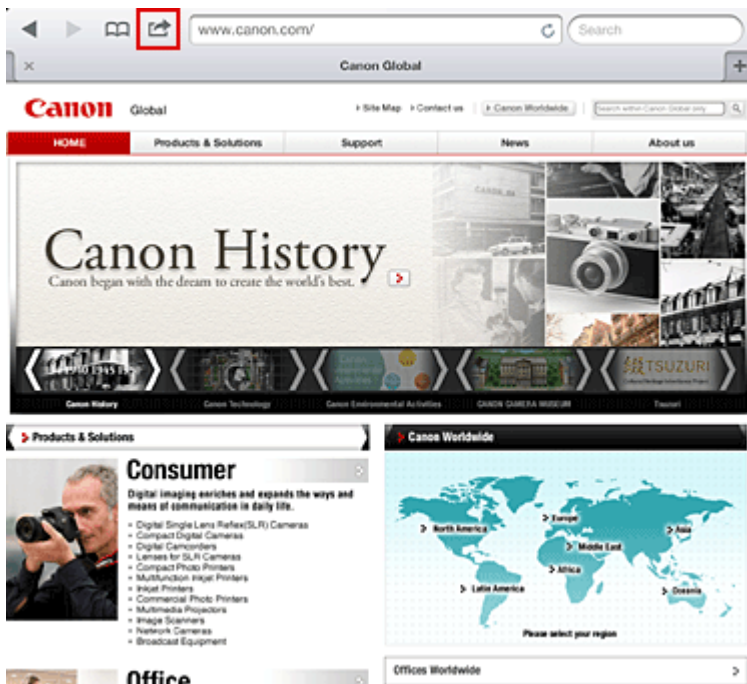 www.canon.com/
Search
Canon Global
Canon Global
Site Map Contact us Canon Worldwide Search within Canon Global only
HOME Products & Solutions Support News About us
Canon History
Canon began with the dream to create the world's best.
TSUZURI
Canon History Canon Technology Canon Environmental Activities CANON CAMERA MUSEUM Tsuzuri
Products & Solutions
Consumer
Digital imaging enriches and expands the ways and
means of communication in daily life.
Digital Single Lens Reflex(SLR) Cameras
Compact Digital Cameras
Digital Camcorders
Lenses for SLR Cameras
Compact Photo Printers
Multifunction Inkjet Printers
Inkjet Printers
Commercial Photo Printers
Multimedia Projectors
Image Scanners
Network Cameras
Broadcast Equipment
Office
Canon Worldwide
North America
Europe
Asia
Middle East
Africa
Latin America
Oceania
Please select your region
Offices Worldwide